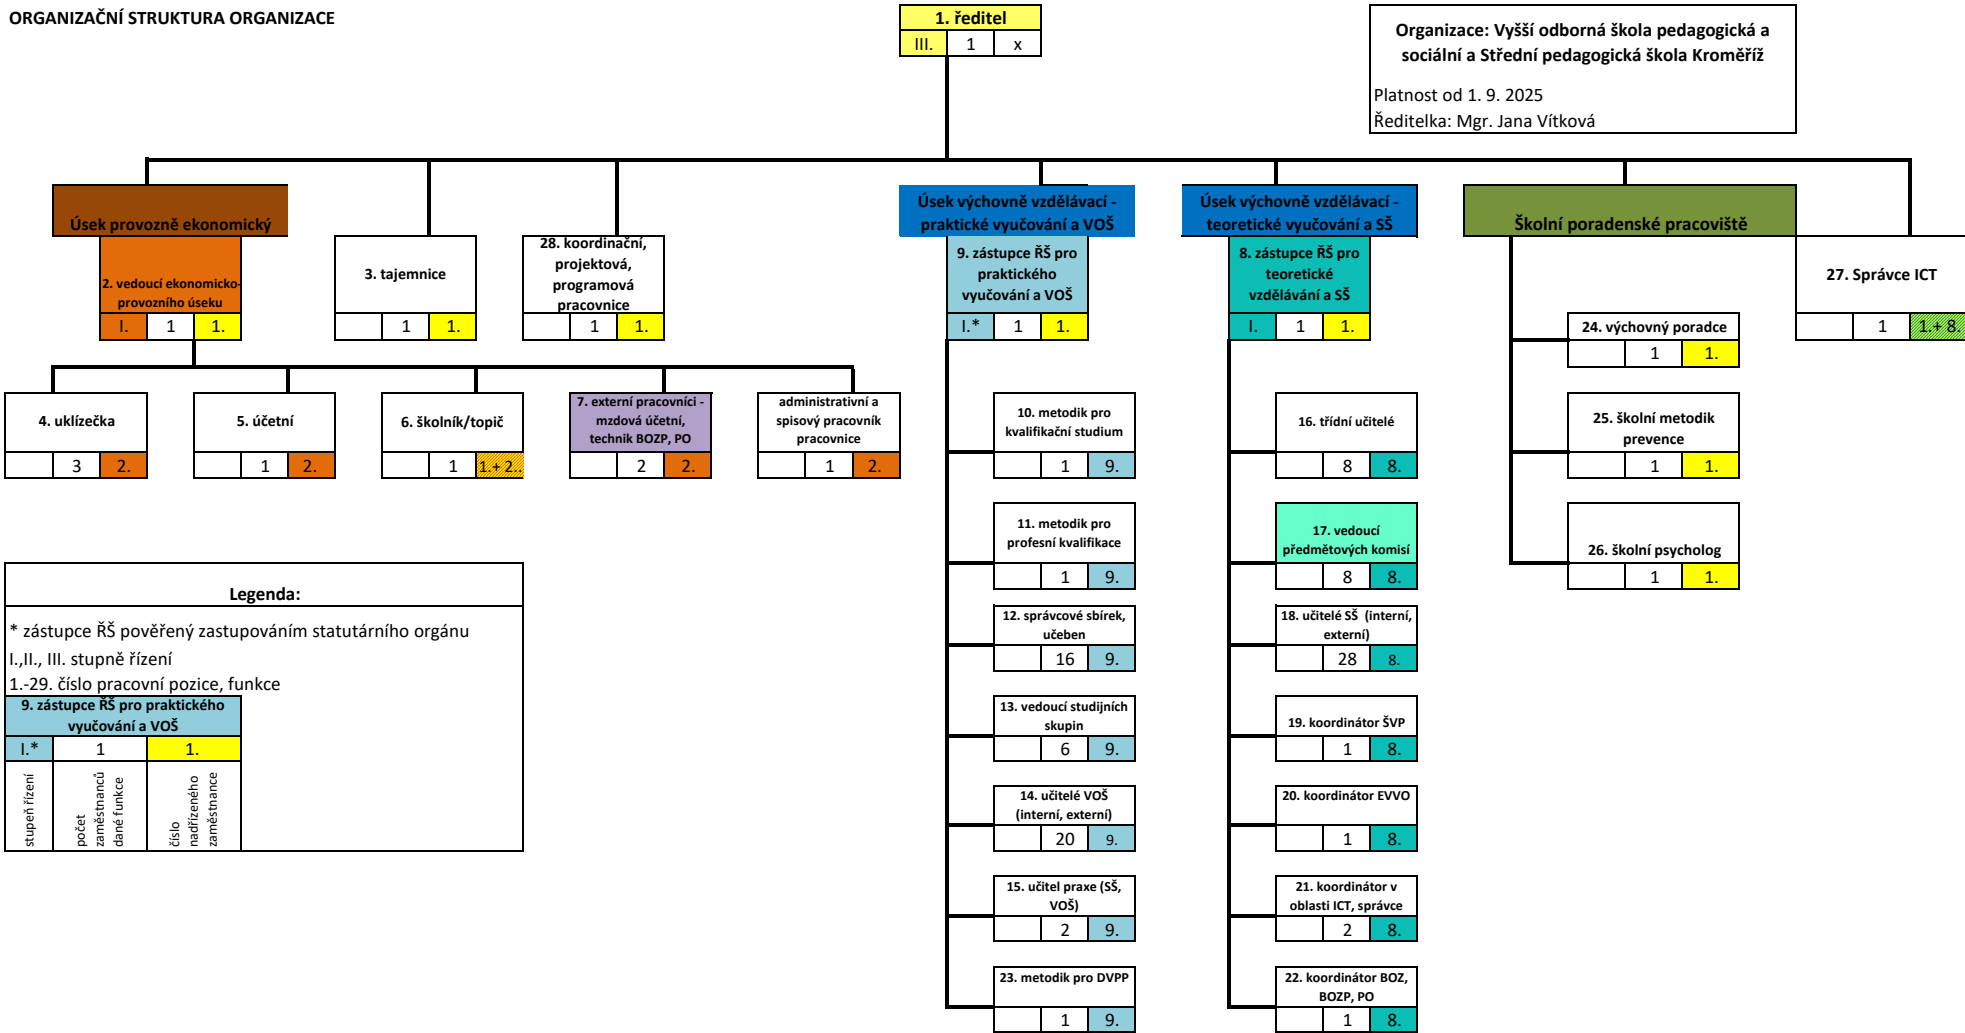 ORGANIZAČNÍ STRUKTURA ORGANIZACE
1. ředitel
III. 1 x
Organizace: Vyšší odborná škola pedagogická a
sociální a Střední pedagogická škola Kroměříž
Platnost od 1. 9. 2025
Ředitelka: Mgr. Jana Vítková
Úsek provozně ekonomický
2. vedoucí ekonomicko-
provozního úseku
I. 1 1.
3. tajemnice
1 1.
28. koordinační,
projektová,
programová
pracovnice
1 1.
Úsek výchovně vzdělávací -
praktické vyučování a VOŠ
9. zástupce ŘŠ pro
praktického
vyučování a VOŠ
I.* 1 1.
Úsek výchovně vzdělávací -
teoretické vyučování a SŠ
8. zástupce ŘŠ pro
teoretické
vzdělávání a SŠ
I. 1 1.
Školní poradenské pracoviště
27. Správce ICT
1 1.+ 8.
24. výchovný poradce
1 1.
25. školní metodik
prevence
1 1.
26. školní psycholog
1 1.
4. uklízečka
3 2.
5. účetní
1 2.
6. školník/topič
1 1.+ 2..
7. externí pracovníci -
mzdová účetní,
technik BOZP, PO
2 2.
administrativní a
spisový pracovník
pracovnice
1 2.
10. metodik pro
kvalifikační studium
1 9.
11. metodik pro
profesní kvalifikace
1 9.
12. správcové sbírek,
učeben
16 9.
13. vedoucí studijních
skupin
6 9.
14. učitelé VOŠ
(interní, externí)
20 9.
15. učitel praxe (SŠ,
VOŠ)
2 9.
23. metodik pro DVPP
1 9.
16. třídní učitelé
8 8.
17. vedoucí
předmětových komisí
8 8.
18. učitelé SŠ (interní,
externí)
28 8.
19. koordinátor ŠVP
1 8.
20. koordinátor EVVO
1 8.
21. koordinátor v
oblasti ICT, správce
2 8.
22. koordinátor BOZ,
BOZP, PO
1 8.
Legenda:
* zástupce ŘŠ pověřený zastupováním statutárního orgánu
I.,II., III. stupně řízení
1.-29. číslo pracovní pozice, funkce
9. zástupce ŘŠ pro praktického
vyučování a VOŠ
I.* 1 1.
stupeň řízení
počet
zaměstnanců
dané funkce
číslo
nadřízeného
zaměstnance